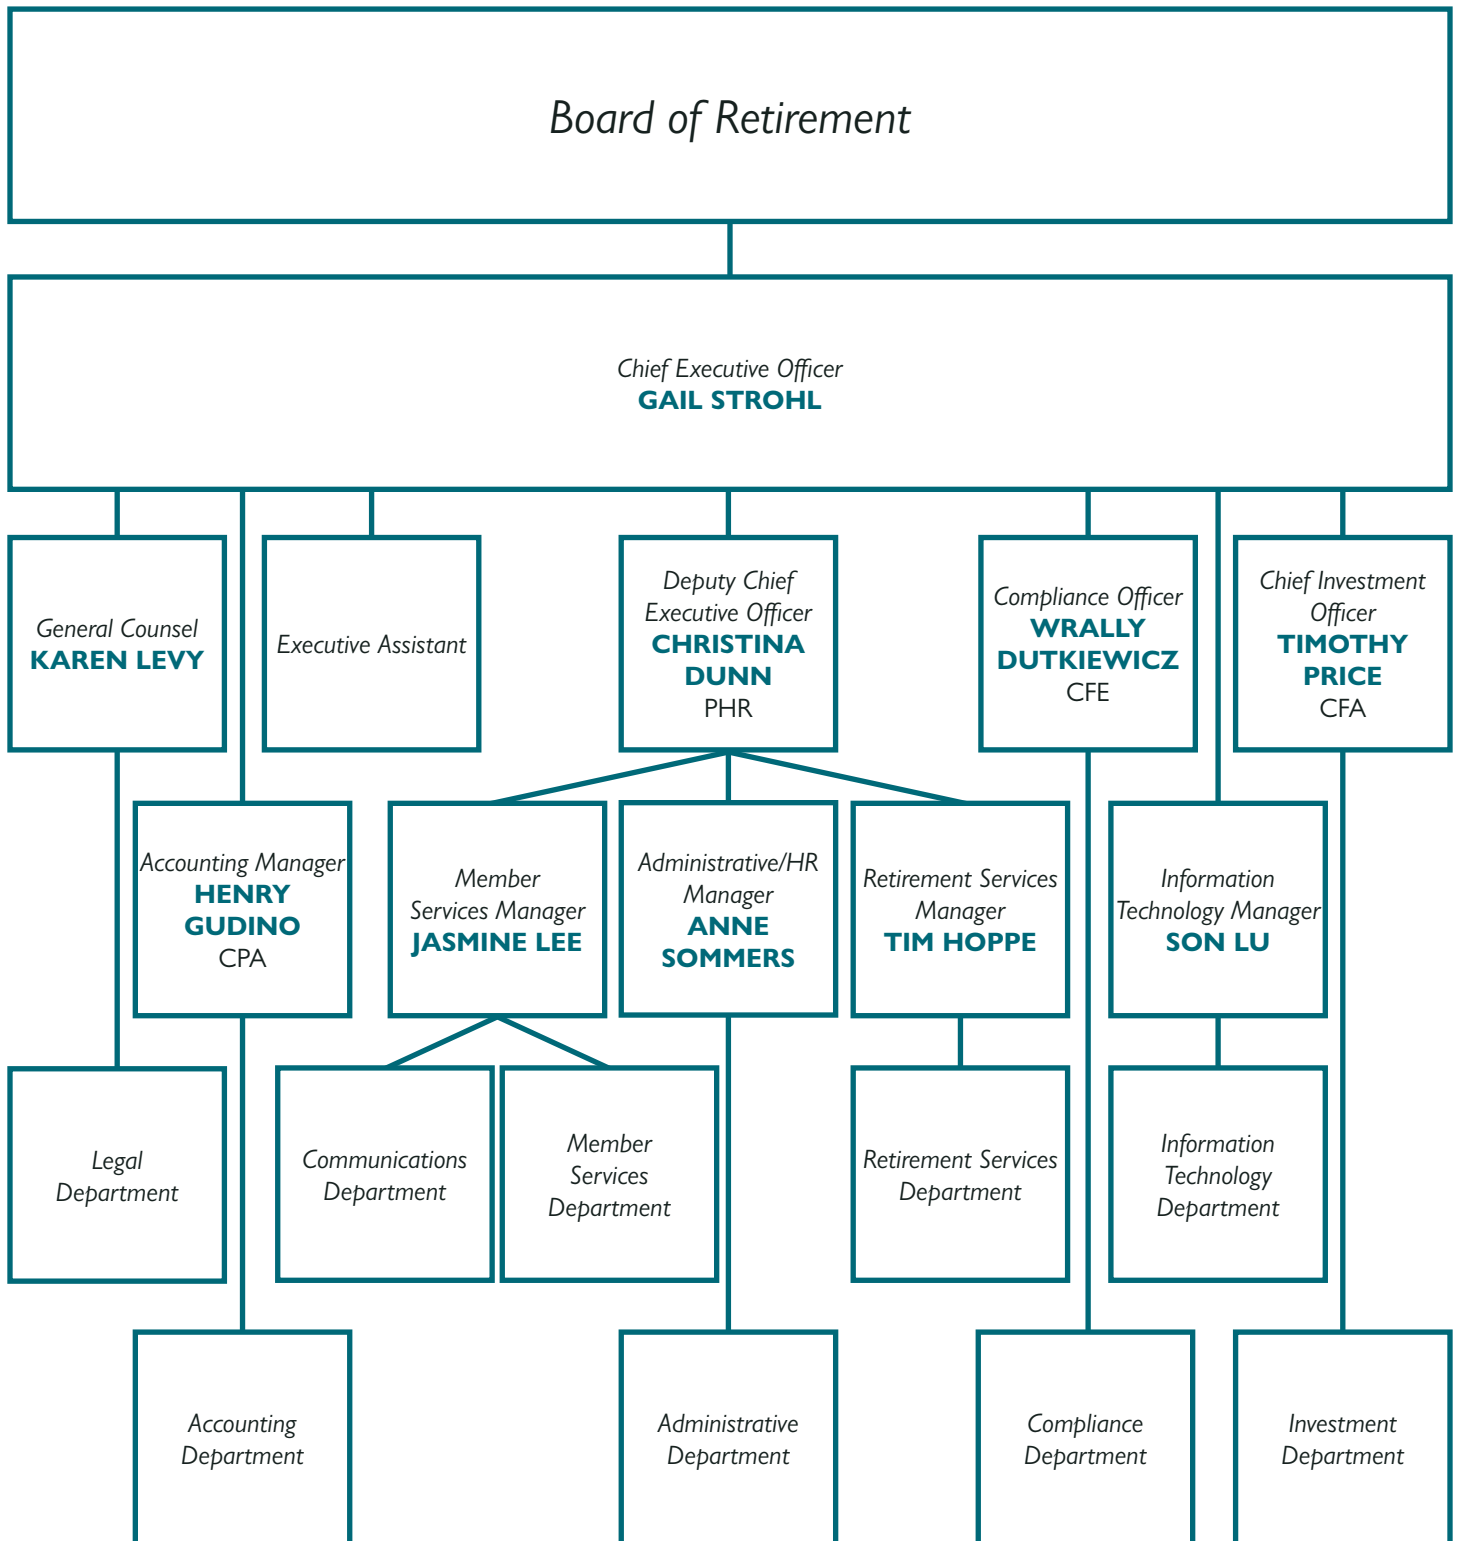 Board of Retirement
Chief Executive Officer
GAIL STROHL
General Counsel
KAREN LEVY
Executive Assistant
Deputy Chief
Executive Officer
CHRISTINA
DUNN
PHR
Compliance Officer
WRALLY
DUTKIEWICZ
CFE
Chief Investment
Officer
TIMOTHY
PRICE
CFA
Accounting Manager
HENRY
GUDINO
CPA
Member
Services Manager
JASMINE LEE
Administrative/HR
Manager
ANNE
SOMMERS
Retirement Services
Manager
TIM HOPPE
Information
Technology Manager
SON LU
Legal
Department
Communications
Department
Member
Services
Department
Retirement Services
Department
Information
Technology
Department
Accounting
Department
Administrative
Department
Compliance
Department
Investment
Department